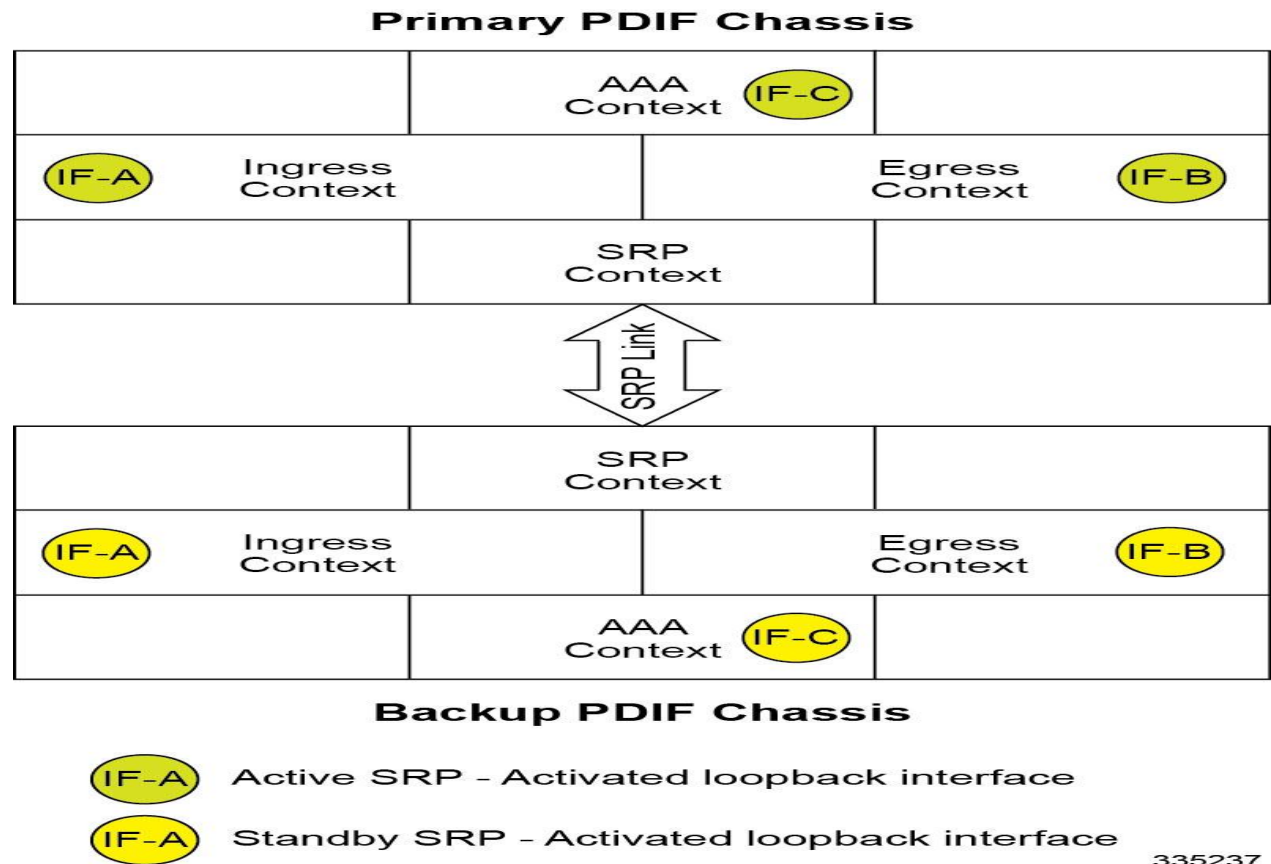 Primary PDIF Chassis
AAA
Context
IF-C
IF-A
Ingress
Context
Egress
Context
IF-B
SRP
Context
SRP Link
SRP
Context
IF-A
Ingress
Context
Egress
Context
IF-B
AAA
Context
IF-C
Backup PDIF Chassis
IF-A Active SRP - Activated loopback interface
IF-A Standby SRP - Activated loopback interface
335237